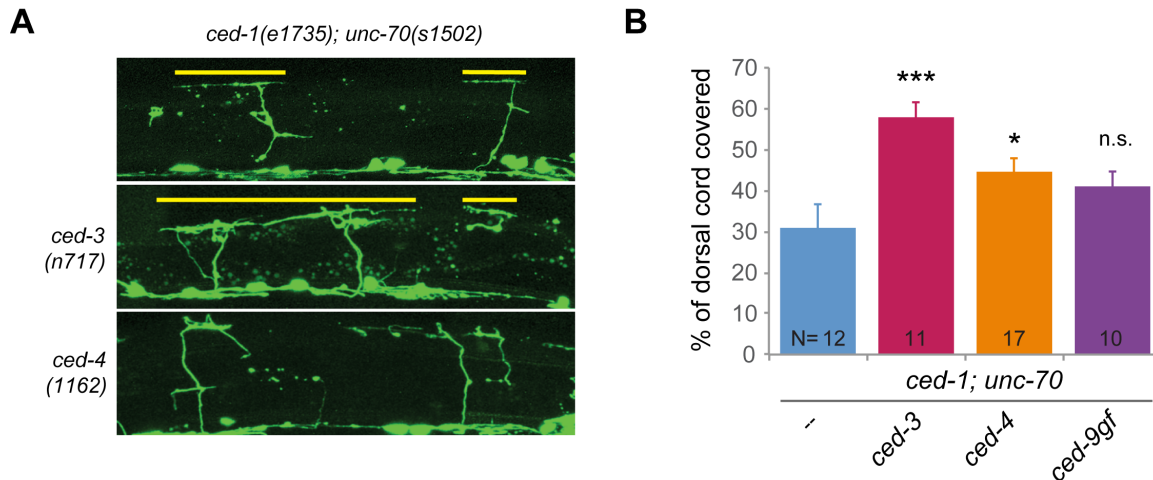 A
ced-1(e1735); unc-70(s1502)
ced-3
(n717)
ced-4
(1162)
B
% of dorsal cord covered
70
60
50
40
30
20
10
0
***
*
n.s.
N= 12
11
17
10
ced-1; unc-70
--
ced-3
ced-4
ced-9gf